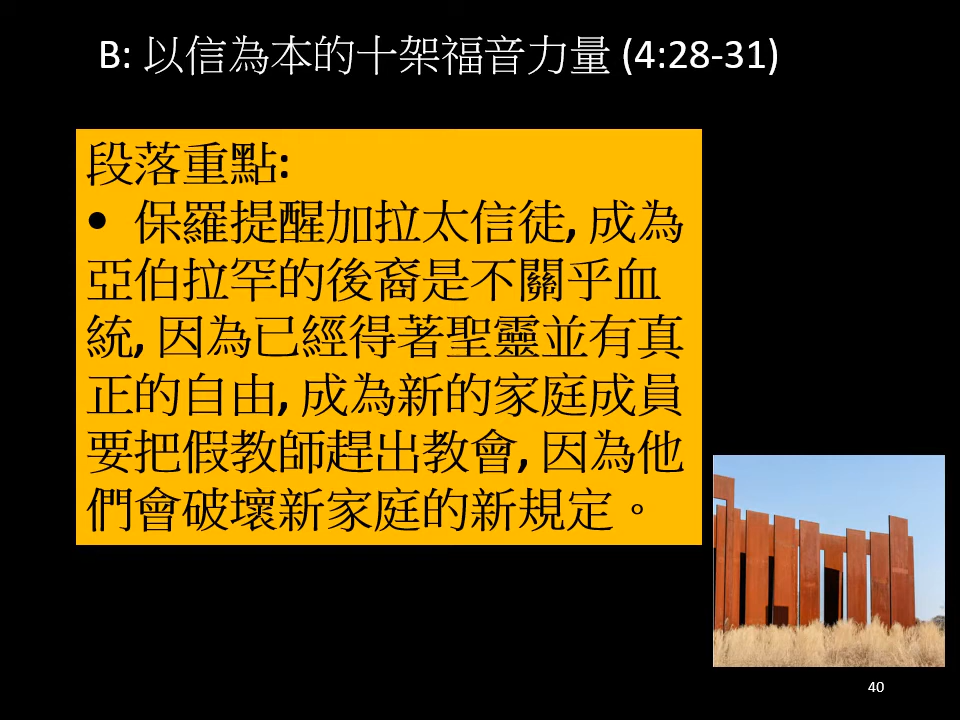 B: 以信為本的十架福音力量 (4:28-31)
段落重點:
• 保羅提醒加拉太信徒, 成為
亞伯拉罕的後裔是不關乎血
統, 因為已經得著聖靈並有真
正的自由, 成為新的家庭成員
要把假教師趕出教會, 因為他
們會破壞新家庭的新規定。
40